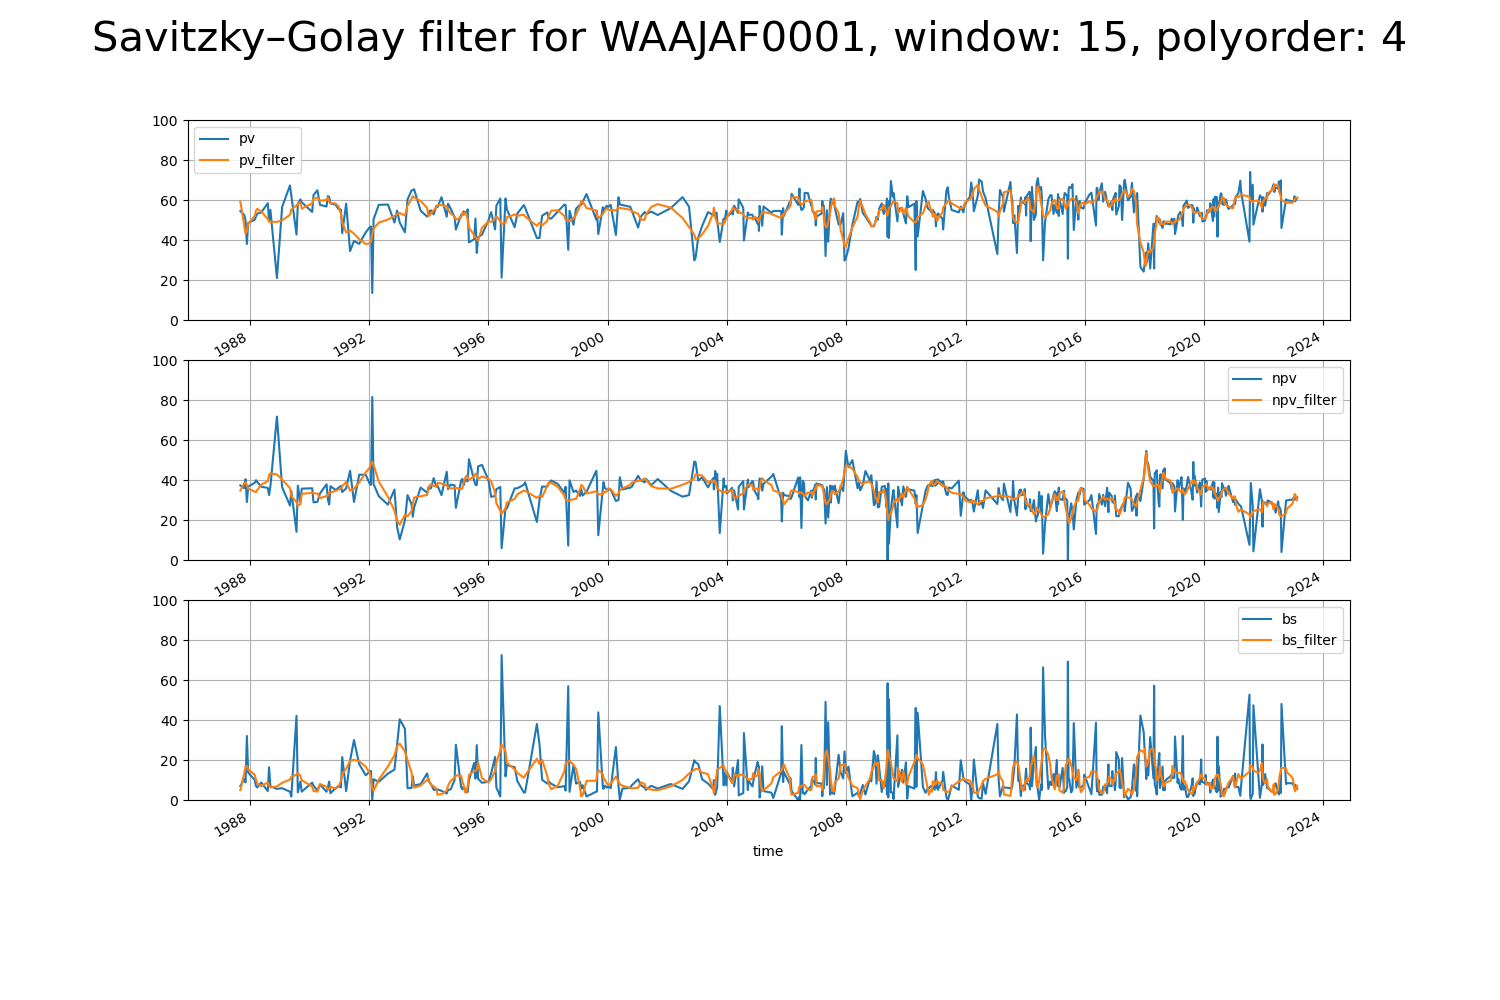 Savitzky–Golay filter for WAAJAF0001, window: 15, polyorder: 4
100
80
60
40
20
0
pv
pv_filter
1988 1992 1996 2000 2004 2008 2012 2016 2020 2024
100
80
60
40
20
0
npv
npv_filter
1988 1992 1996 2000 2004 2008 2012 2016 2020 2024
100
80
60
40
20
0
bs
bs_filter
1988 1992 1996 2000 2004 2008 2012 2016 2020 2024
time